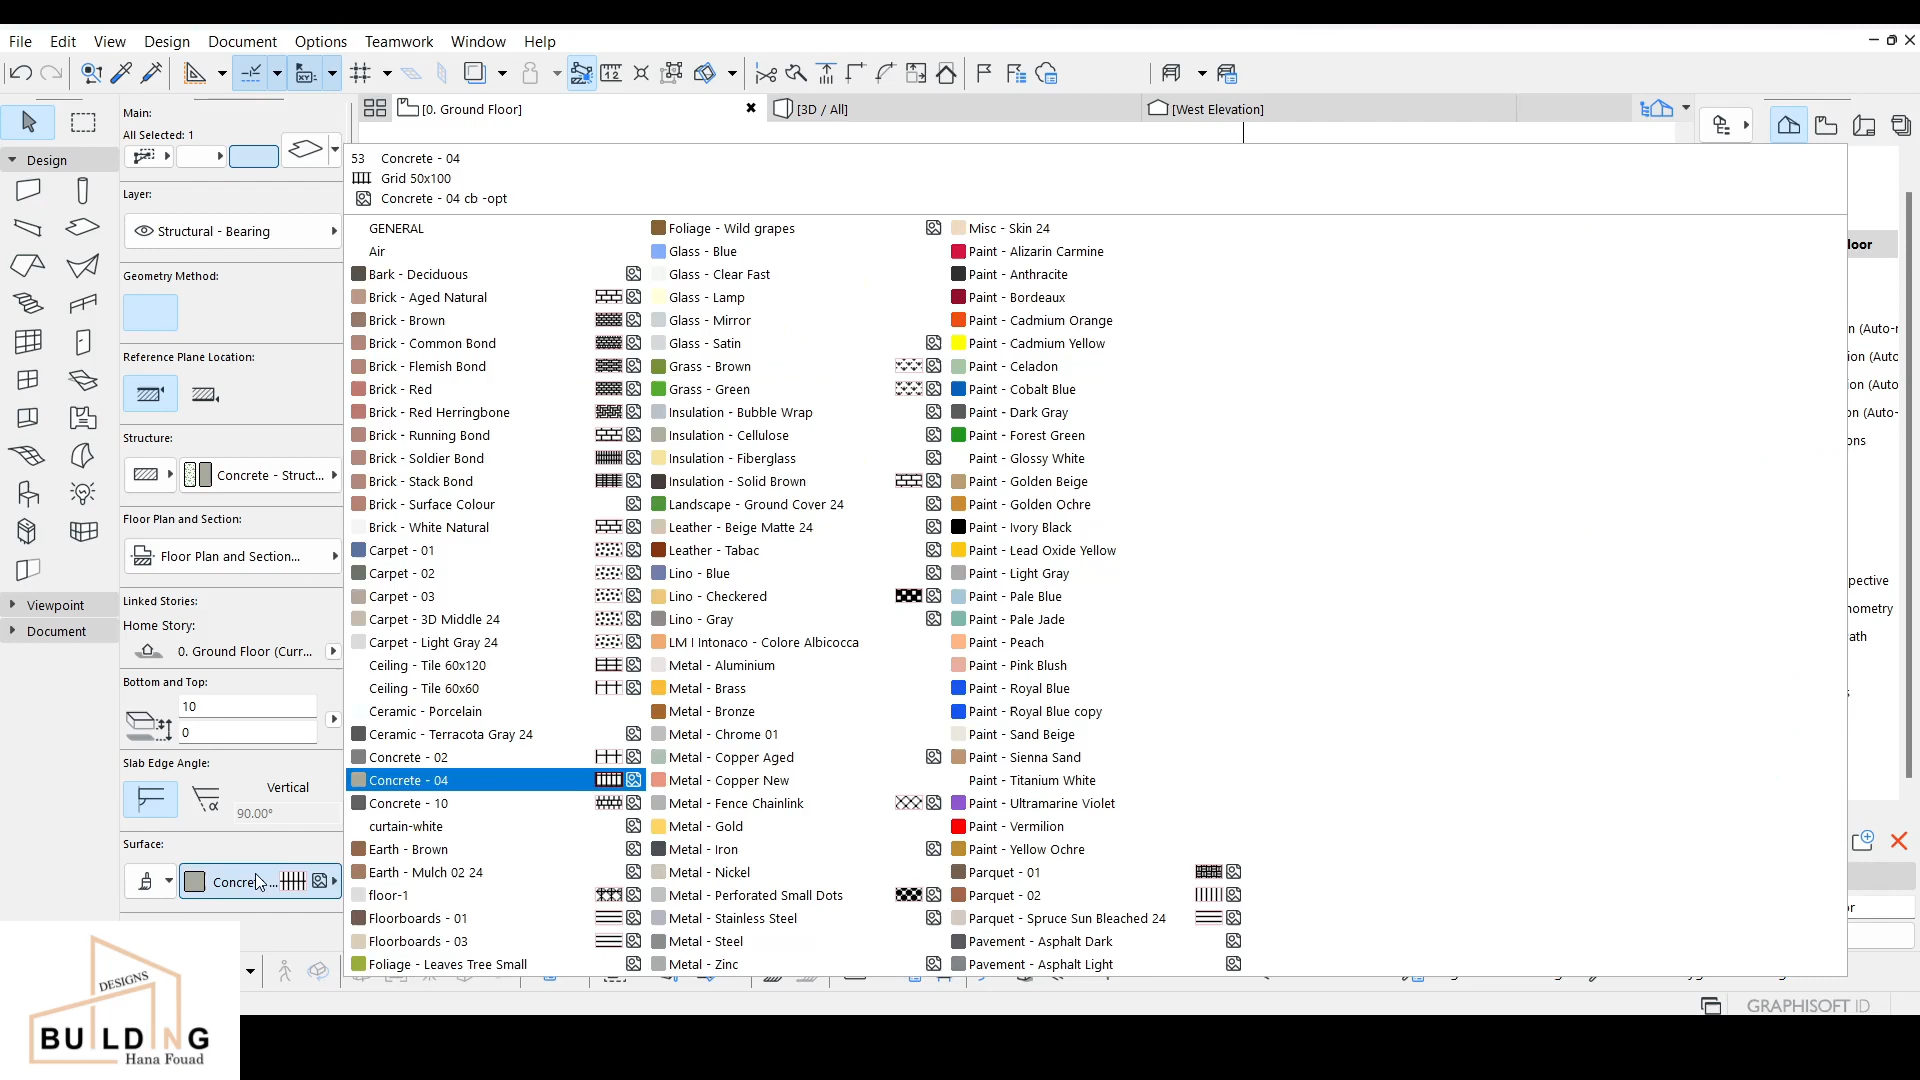 File Edit View Design Document Options Teamwork Window Help
[0. Ground Floor] [3D / All] [West Elevation]
Main:
All Selected: 1
Design
Layer:
Structural - Bearing
Geometry Method:
Reference Plane Location:
Structure:
Concrete - Struct...
Floor Plan and Section:
Floor Plan and Section...
Linked Stories:
Home Story:
0. Ground Floor (Curr...
Bottom and Top:
10
0
Slab Edge Angle:
Vertical
90.00°
Surface:
Concre... ...
Viewpoint
Document
53 Concrete - 04
Grid 50x100
Concrete - 04 cb -opt
GENERAL
Air
Bark - Deciduous
Brick - Aged Natural
Brick - Brown
Brick - Common Bond
Brick - Flemish Bond
Brick - Red
Brick - Red Herringbone
Brick - Running Bond
Brick - Soldier Bond
Brick - Stack Bond
Brick - Surface Colour
Brick - White Natural
Carpet - 01
Carpet - 02
Carpet - 03
Carpet - 3D Middle 24
Carpet - Light Gray 24
Ceiling - Tile 60x120
Ceiling - Tile 60x60
Ceramic - Porcelain
Ceramic - Terracota Gray 24
Concrete - 02
Concrete - 04
Concrete - 10
curtain-white
Earth - Brown
Earth - Mulch 02 24
floor-1
Floorboards - 01
Floorboards - 03
Foliage - Leaves Tree Small
Foliage - Wild grapes
Glass - Blue
Glass - Clear Fast
Glass - Lamp
Glass - Mirror
Glass - Satin
Grass - Brown
Grass - Green
Insulation - Bubble Wrap
Insulation - Cellulose
Insulation - Fiberglass
Insulation - Solid Brown
Landscape - Ground Cover 24
Leather - Beige Matte 24
Leather - Tabac
Lino - Blue
Lino - Checkered
Lino - Gray
LM I Intonaco - Colore Albicocca
Metal - Aluminium
Metal - Brass
Metal - Bronze
Metal - Chrome 01
Metal - Copper Aged
Metal - Copper New
Metal - Fence Chainlink
Metal - Gold
Metal - Iron
Metal - Nickel
Metal - Perforated Small Dots
Metal - Stainless Steel
Metal - Steel
Metal - Zinc
Misc - Skin 24
Paint - Alizarin Carmine
Paint - Anthracite
Paint - Bordeaux
Paint - Cadmium Orange
Paint - Cadmium Yellow
Paint - Celadon
Paint - Cobalt Blue
Paint - Dark Gray
Paint - Forest Green
Paint - Glossy White
Paint - Golden Beige
Paint - Golden Ochre
Paint - Ivory Black
Paint - Lead Oxide Yellow
Paint - Light Gray
Paint - Pale Blue
Paint - Pale Jade
Paint - Peach
Paint - Pink Blush
Paint - Royal Blue
Paint - Royal Blue copy
Paint - Sand Beige
Paint - Sienna Sand
Paint - Titanium White
Paint - Ultramarine Violet
Paint - Vermilion
Paint - Yellow Ochre
Parquet - 01
Parquet - 02
Parquet - Spruce Sun Bleached 24
Pavement - Asphalt Dark
Pavement - Asphalt Light
loor
n (Auto-r
ion (Auto
ion (Auto
on (Auto-
ons
spective
nometry
ath
or
GRAPHISOFT ID
DESIGNS
BUILDING
Hana Fouad